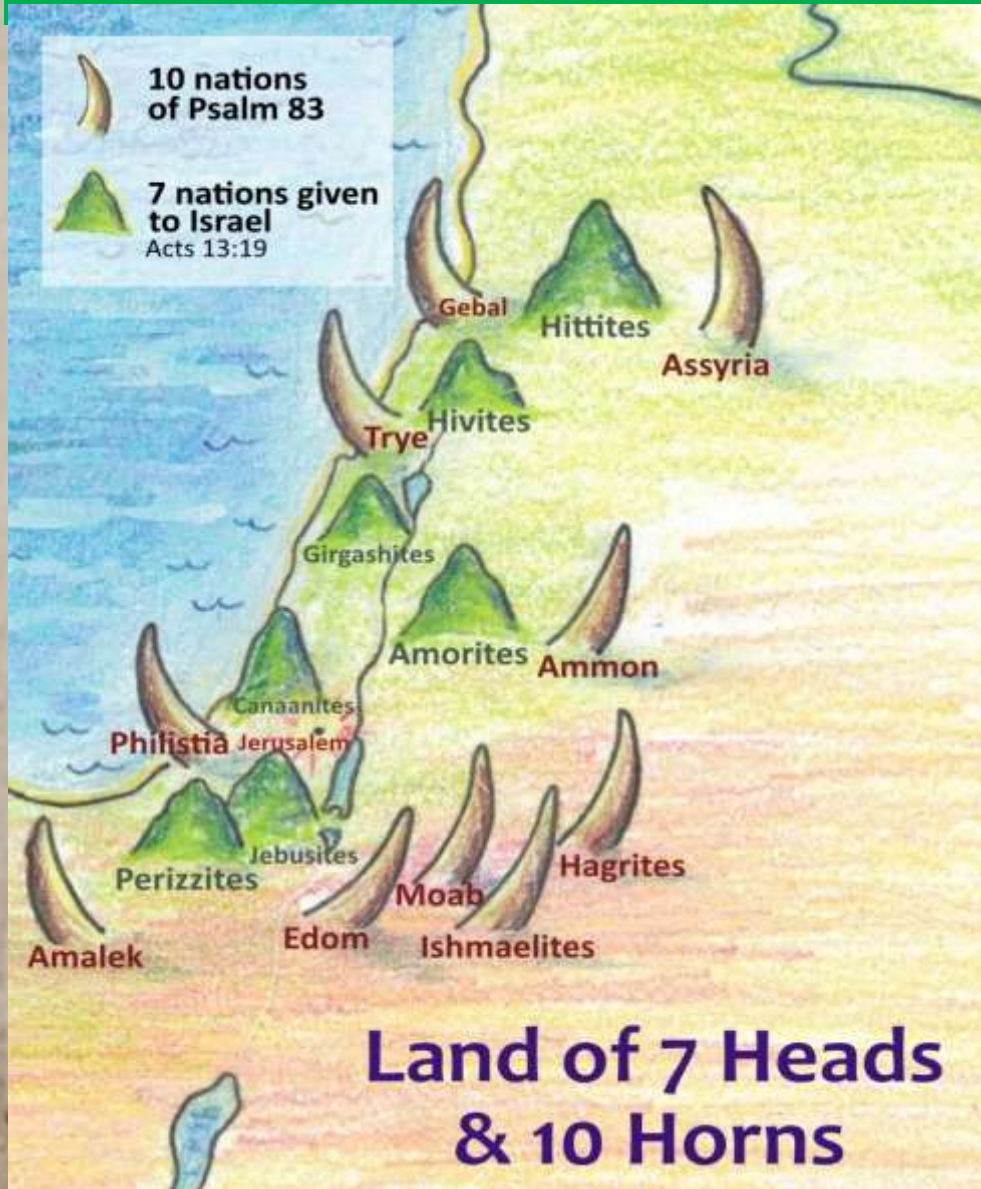 10 nations
of Psalm 83
7 nations given
to Israel
Acts 13:19
Gebal
Hittites
Assyria
Hivites
Trye
Girgashites
Amorites
Ammon
Canaanites
Philistia
Jerusalem
Jebusites
Perizzites
Hagrites
Moab
Edom
Ishmaelites
Amalek
Land of 7 Heads
& 10 Horns